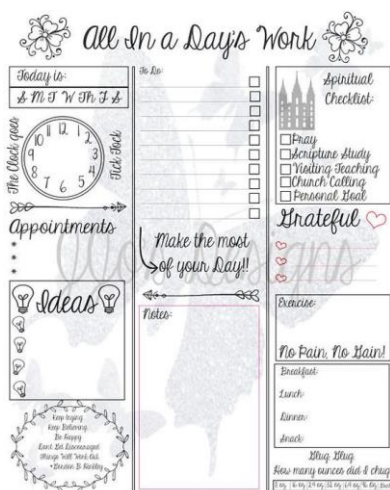 All In a Day's Work
Today is:
S M T W Th F S
The Clock goes
Tick Tock
12
1
2
3
4
5
6
7
8
9
10
11
Appointments
Ideas
Keep trying
Keep Believing
Be Happy
Don't Get Discouraged
Things Will Work Out
To Do:
Make the most
of your Day!!
Notes:
Spiritual
Checklist:
Pray
Scripture Study
Visiting Teaching
Church Calling
Personal Goal
Grateful
Exercise:
No Pain, No Gain!
Breakfast:
Lunch:
Dinner:
Snack:
Glug Glug
How many ounces did I chug